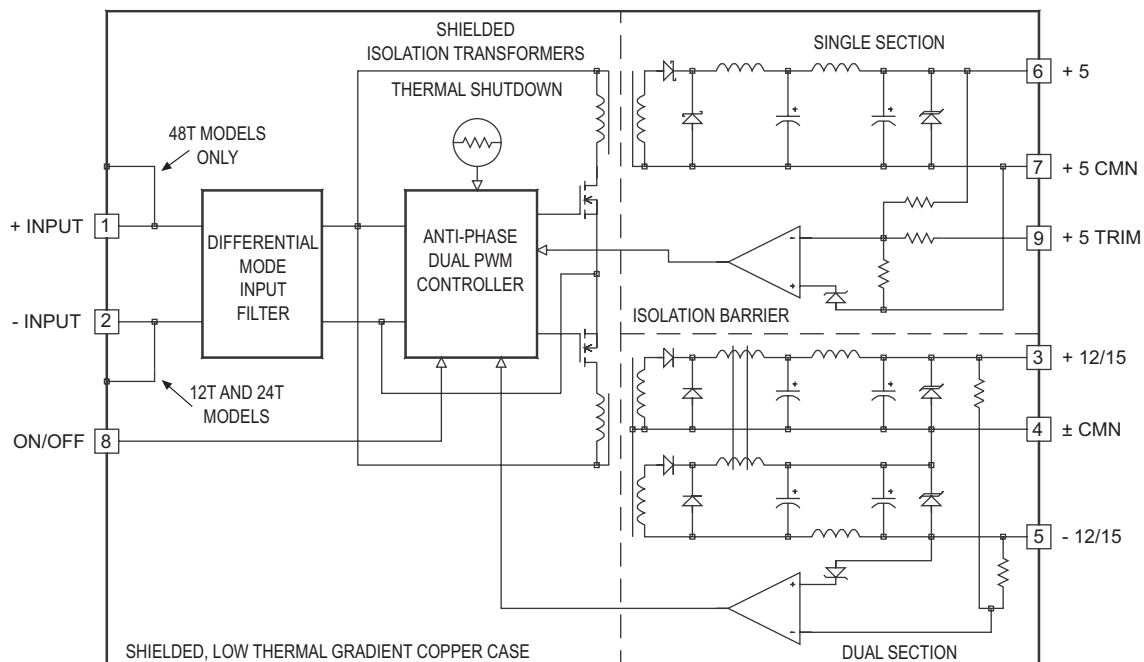 SHIELDED
ISOLATION TRANSFORMERS
THERMAL SHUTDOWN
SINGLE SECTION
6 + 5
48T MODELS
ONLY
7 + 5 CMN
+ INPUT 1
DIFFERENTIAL
MODE
INPUT
FILTER
ANTI-PHASE
DUAL PWM
CONTROLLER
9 + 5 TRIM
- INPUT 2
ISOLATION BARRIER
3 + 12/15
12T AND 24T
MODELS
ON/OFF 8
4 ± CMN
5 - 12/15
SHIELDED, LOW THERMAL GRADIENT COPPER CASE
DUAL SECTION